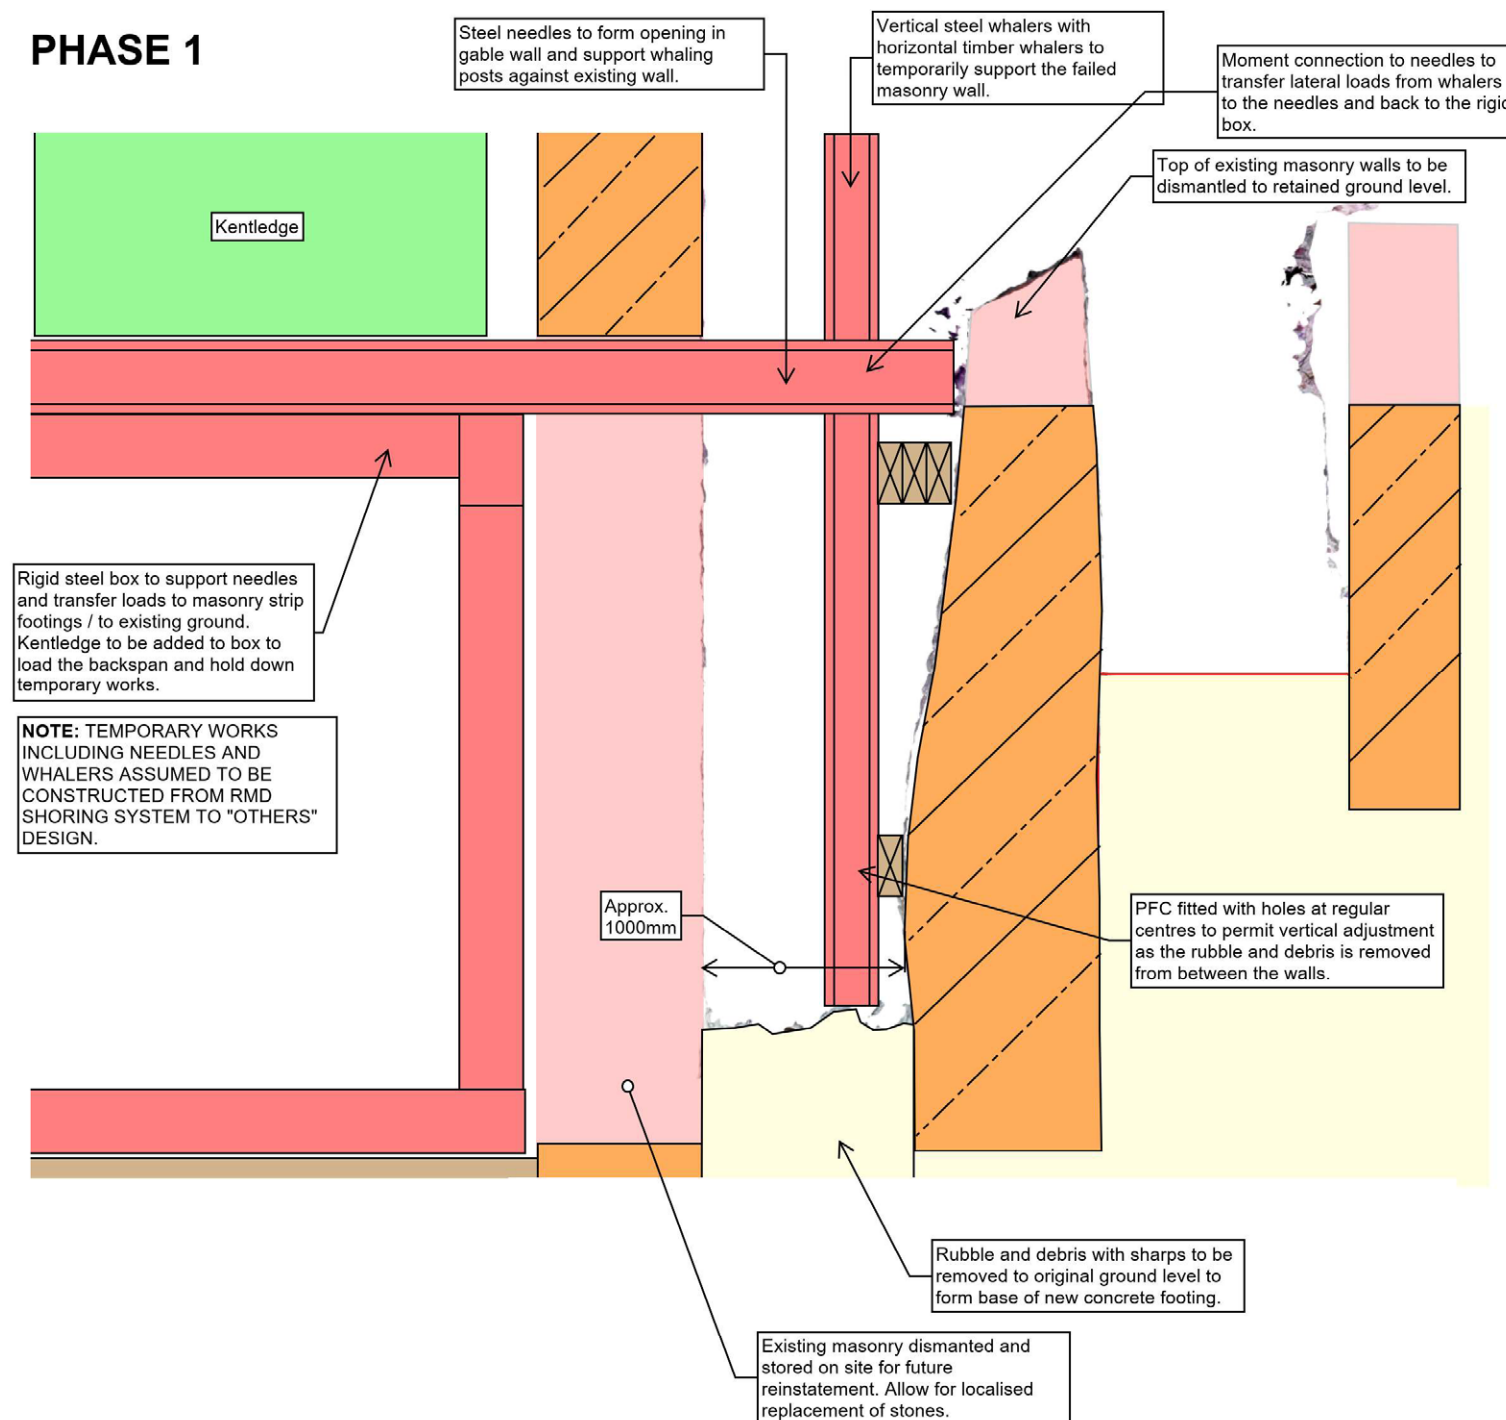 PHASE 1
Steel needles to form opening in
gable wall and support whaling
posts against existing wall.
Vertical steel whalers with
horizontal timber whalers to
temporarily support the failed
masonry wall.
Moment connection to needles to
transfer lateral loads from whalers
to the needles and back to the rigid
box.
Top of existing masonry walls to be
dismantled to retained ground level.
Kentledge
Rigid steel box to support needles
and transfer loads to masonry strip
footings / to existing ground.
Kentledge to be added to box to
load the backspan and hold down
temporary works.
NOTE: TEMPORARY WORKS
INCLUDING NEEDLES AND
WHALERS ASSUMED TO BE
CONSTRUCTED FROM RMD
SHORING SYSTEM TO "OTHERS"
DESIGN.
Approx.
1000mm
PFC fitted with holes at regular
centres to permit vertical adjustment
as the rubble and debris is removed
from between the walls.
Rubble and debris with sharps to be
removed to original ground level to
form base of new concrete footing.
Existing masonry dismanted and
stored on site for future
reinstatement. Allow for localised
replacement of stones.